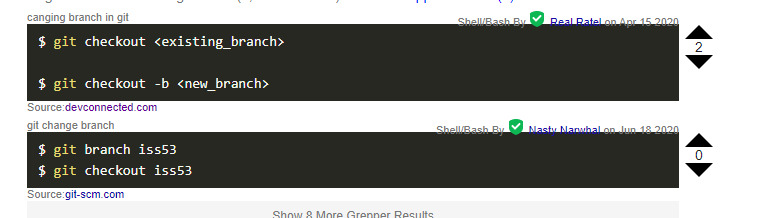 canging branch in git
Shell/Bash By Real Ratel on Apr 15 2020
$ git checkout <existing_branch>
$ git checkout -b <new_branch>
2
Source:devconnected.com
git change branch
Shell/Bash By Nasty Narwhal on Jun 18 2020
$ git branch iss53
$ git checkout iss53
0
Source:git-scm.com
Show 8 More Grepper Results